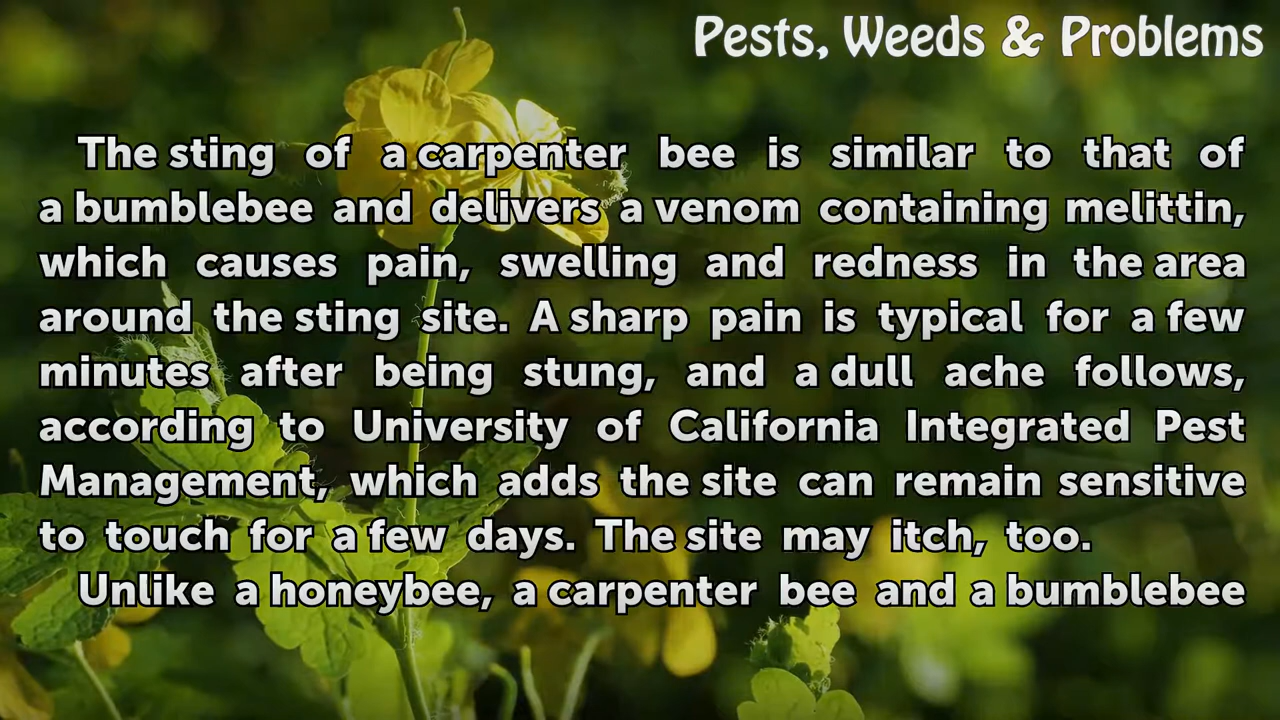 Pests, Weeds & Problems
The sting of a carpenter bee is similar to that of
a bumblebee and delivers a venom containing melittin,
which causes pain, swelling and redness in the area
around the sting site. A sharp pain is typical for a few
minutes after being stung, and a dull ache follows,
according to University of California Integrated Pest
Management, which adds the site can remain sensitive
to touch for a few days. The site may itch, too.
Unlike a honeybee, a carpenter bee and a bumblebee